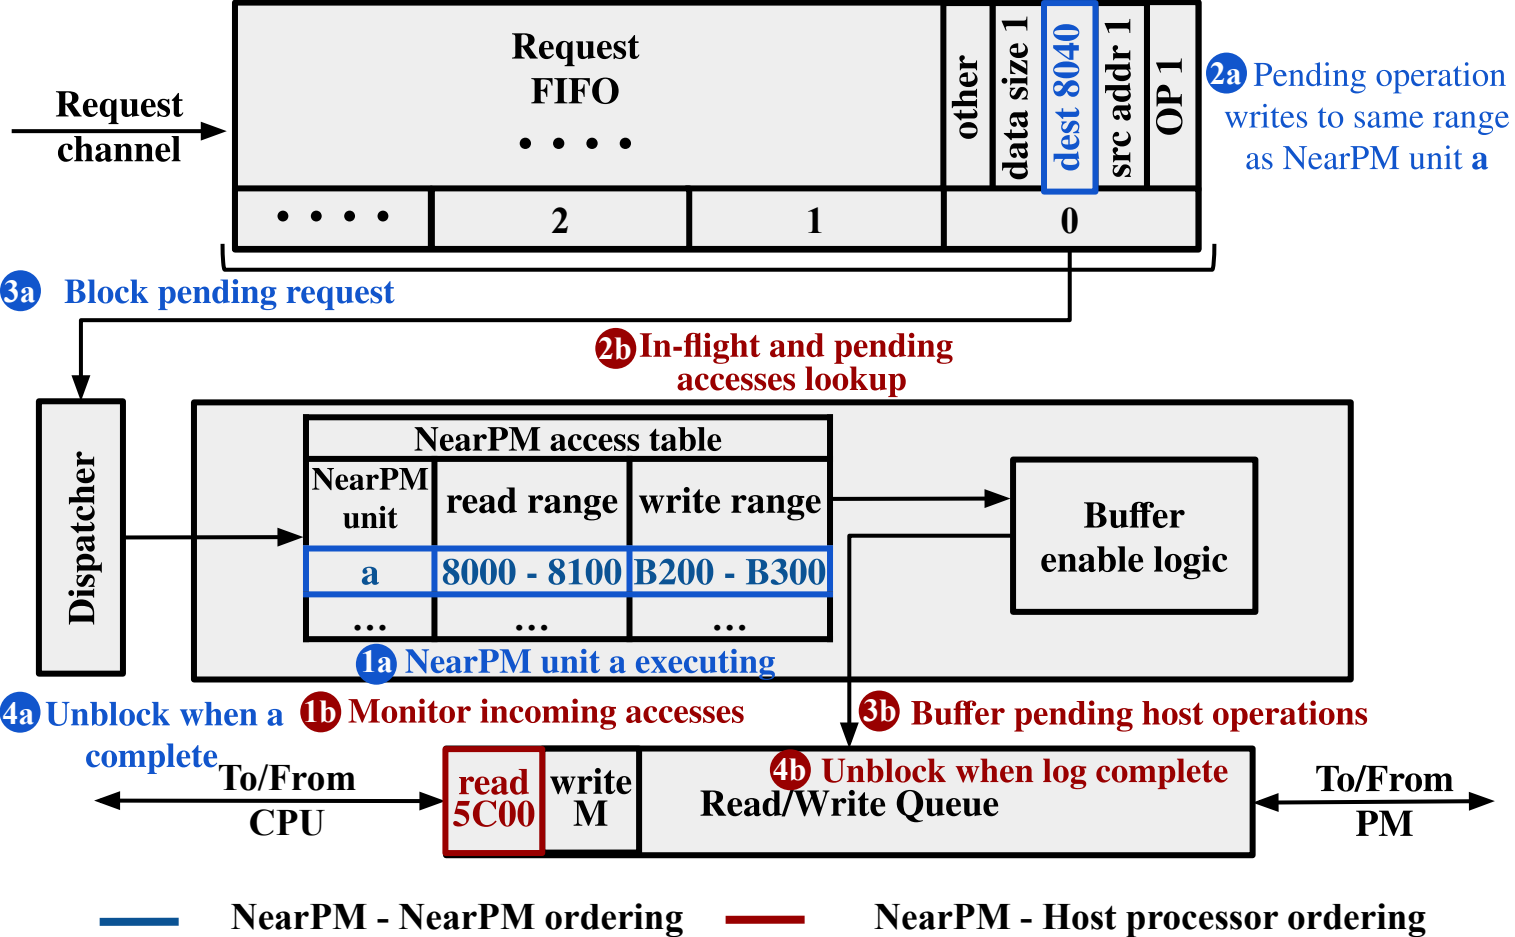 Request
FIFO
• • • •
other
data size 1
dest 8040
src addr 1
OP 1
Request
channel
2a Pending operation
writes to same range
as NearPM unit a
• • • •
2
1
0
3a Block pending request
2b In-flight and pending
accesses lookup
Dispatcher
NearPM access table
NearPM
unit
read range
write range
a
8000 - 8100
B200 - B300
...
...
...
1a NearPM unit a executing
Buffer
enable logic
4a Unblock when a
complete
1b Monitor incoming accesses
3b Buffer pending host operations
To/From
CPU
read
5C00
write
M
4b Unblock when log complete
Read/Write Queue
To/From
PM
NearPM - NearPM ordering
NearPM - Host processor ordering